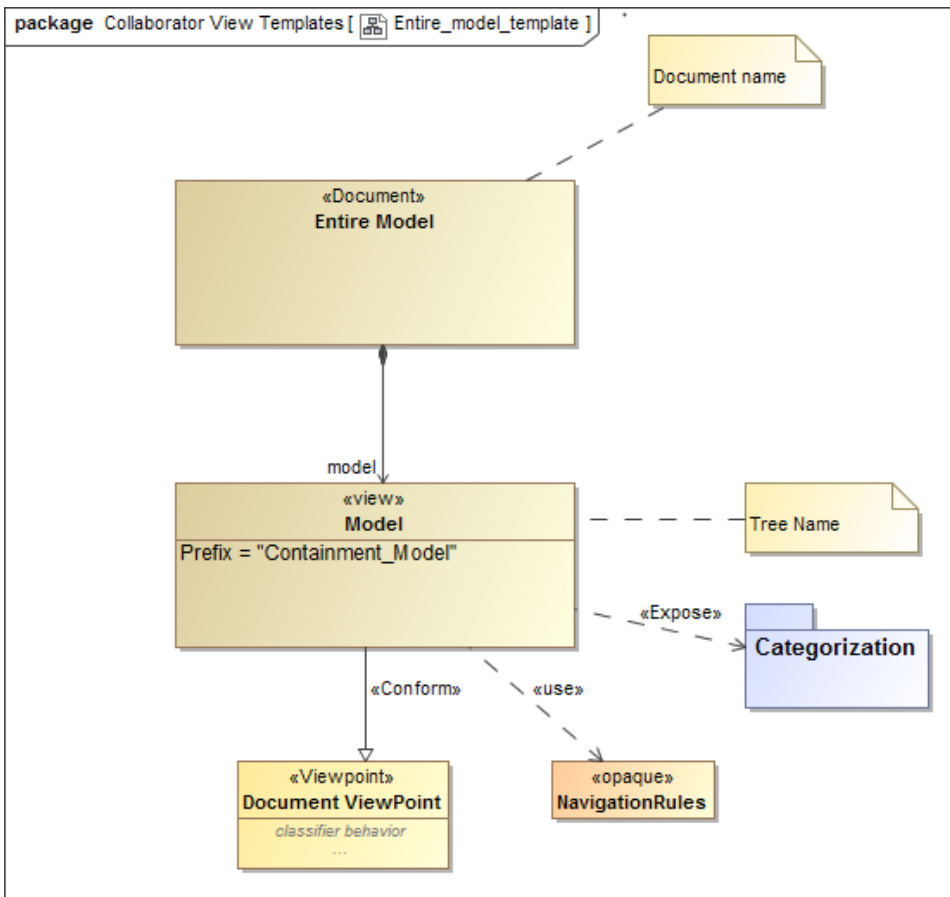 package Collaborator View Templates [ Entire_model_template ]
Document name
«Document»
Entire Model
model
«view»
Model
Prefix = "Containment_Model"
Tree Name
«Expose»
Categorization
«Conform»
«use»
«Viewpoint»
Document ViewPoint
classifier behavior
...
«opaque»
NavigationRules